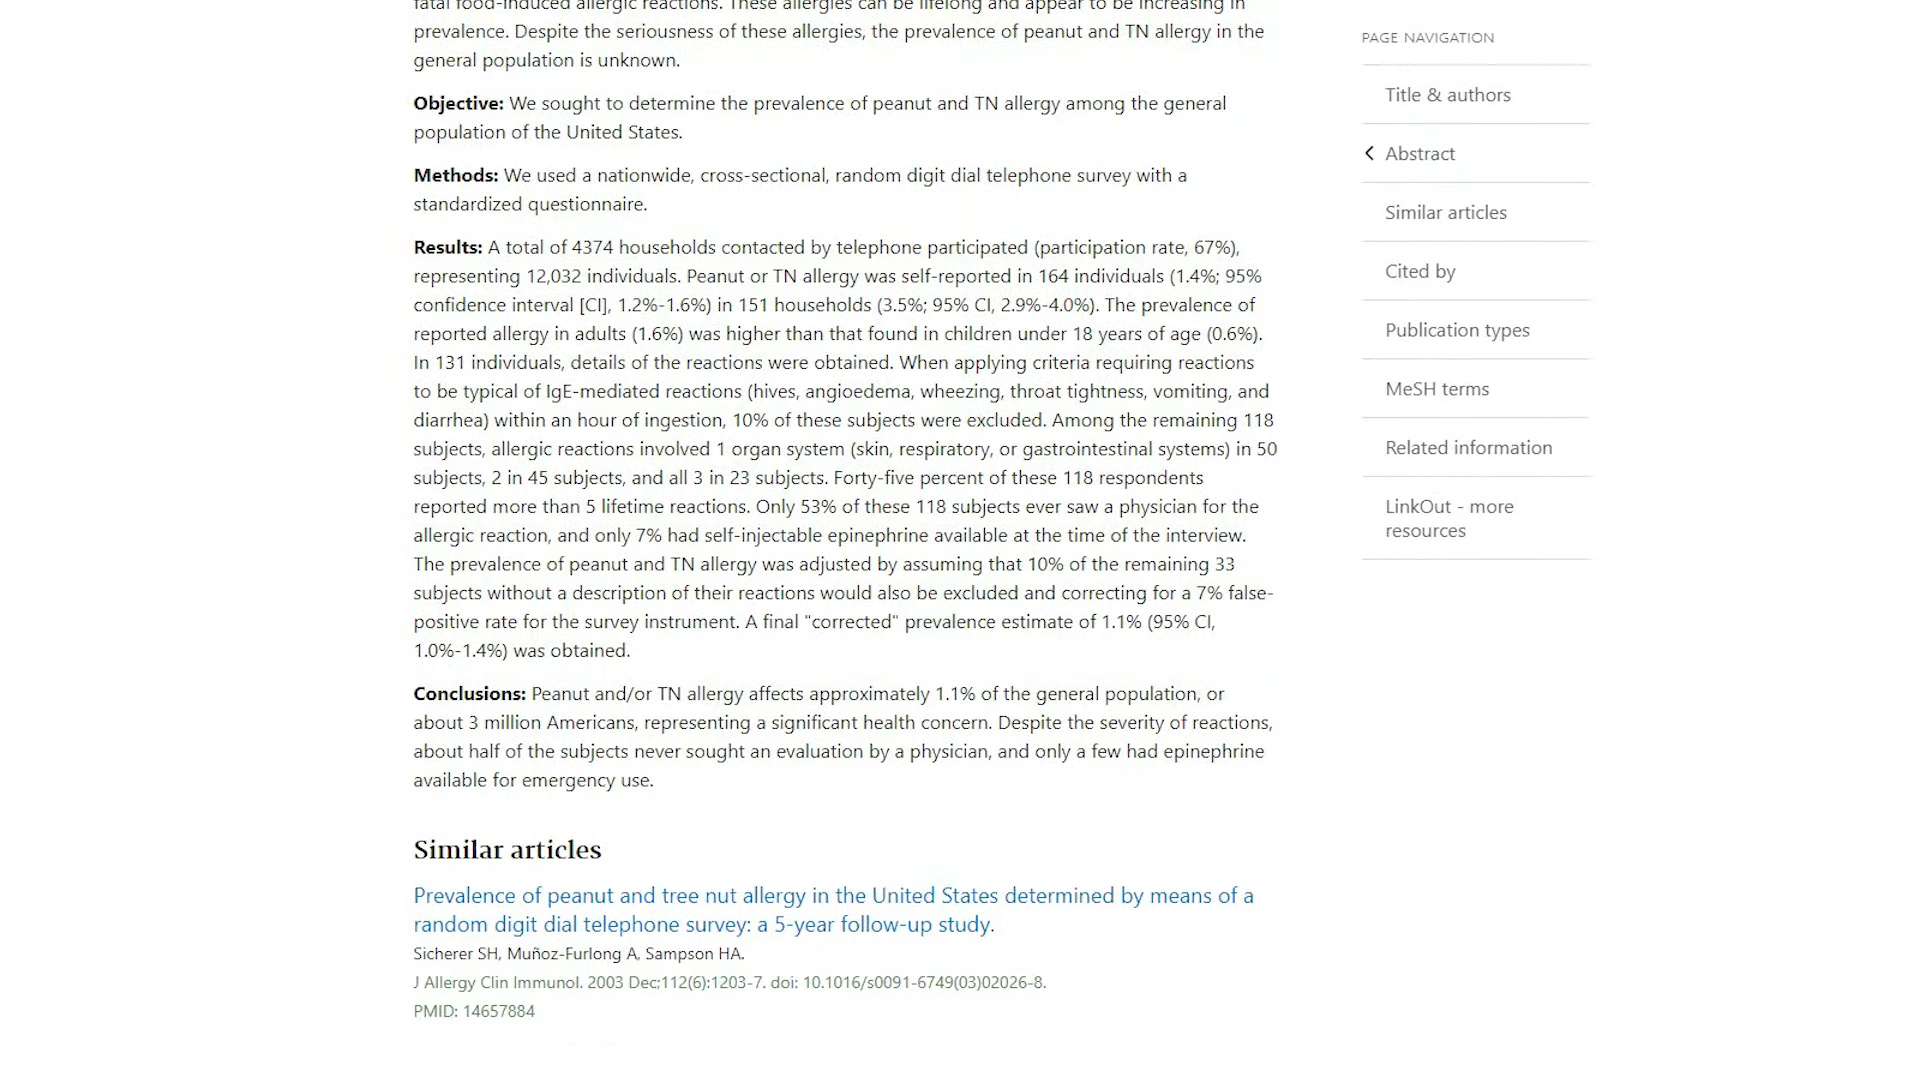 fatal food-induced allergic reactions. These allergies can be lifelong and appear to be increasing in
prevalence. Despite the seriousness of these allergies, the prevalence of peanut and TN allergy in the
general population is unknown.
Objective: We sought to determine the prevalence of peanut and TN allergy among the general
population of the United States.
Methods: We used a nationwide, cross-sectional, random digit dial telephone survey with a
standardized questionnaire.
Results: A total of 4374 households contacted by telephone participated (participation rate, 67%),
representing 12,032 individuals. Peanut or TN allergy was self-reported in 164 individuals (1.4%; 95%
confidence interval [CI], 1.2%-1.6%) in 151 households (3.5%; 95% CI, 2.9%-4.0%). The prevalence of
reported allergy in adults (1.6%) was higher than that found in children under 18 years of age (0.6%).
In 131 individuals, details of the reactions were obtained. When applying criteria requiring reactions
to be typical of IgE-mediated reactions (hives, angioedema, wheezing, throat tightness, vomiting, and
diarrhea) within an hour of ingestion, 10% of these subjects were excluded. Among the remaining 118
subjects, allergic reactions involved 1 organ system (skin, respiratory, or gastrointestinal systems) in 50
subjects, 2 in 45 subjects, and all 3 in 23 subjects. Forty-five percent of these 118 respondents
reported more than 5 lifetime reactions. Only 53% of these 118 subjects ever saw a physician for the
allergic reaction, and only 7% had self-injectable epinephrine available at the time of the interview.
The prevalence of peanut and TN allergy was adjusted by assuming that 10% of the remaining 33
subjects without a description of their reactions would also be excluded and correcting for a 7% false-
positive rate for the survey instrument. A final "corrected" prevalence estimate of 1.1% (95% CI,
1.0%-1.4%) was obtained.
Conclusions: Peanut and/or TN allergy affects approximately 1.1% of the general population, or
about 3 million Americans, representing a significant health concern. Despite the severity of reactions,
about half of the subjects never sought an evaluation by a physician, and only a few had epinephrine
available for emergency use.
Similar articles
Prevalence of peanut and tree nut allergy in the United States determined by means of a
random digit dial telephone survey: a 5-year follow-up study.
Sicherer SH, Muñoz-Furlong A, Sampson HA.
J Allergy Clin Immunol. 2003 Dec;112(6):1203-7. doi: 10.1016/s0091-6749(03)02026-8.
PMID: 14657884
PAGE NAVIGATION
Title & authors
Abstract
Similar articles
Cited by
Publication types
MeSH terms
Related information
LinkOut - more
resources